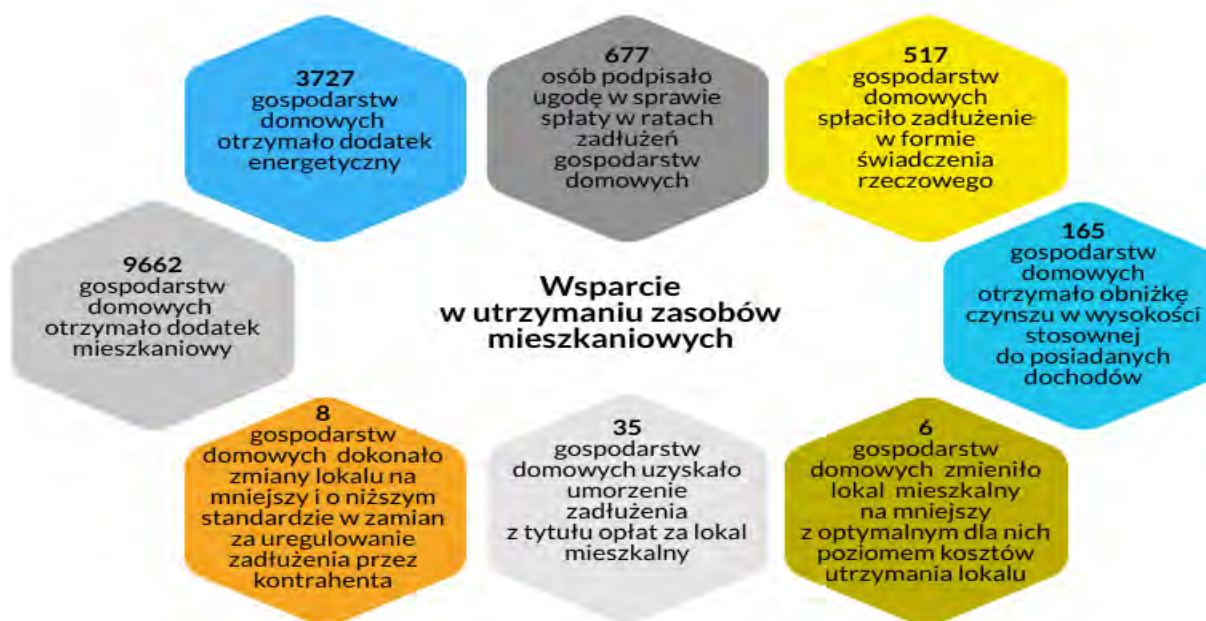 3727
gospodarstw
domowych
otrzymało dodatek
energetyczny
677
osób podpisało
ugodę w sprawie
spłaty w ratach
zadłużeń
gospodarstw
domowych
517
gospodarstw
domowych
spłaciło zadłużenie
w formie
świadczenia
rzeczowego
9662
gospodarstw
domowych
otrzymało dodatek
mieszkaniowy
Wsparcie
w utrzymaniu zasobów
mieszkaniowych
165
gospodarstw
domowych
otrzymało obniżkę
czynszu w wysokości
stosownej
do posiadanych
dochodów
8
gospodarstw
domowych dokonało
zmiany lokalu na
mniejszy i o niższym
standardzie w zamian
za uregulowanie
zadłużenia przez
kontrahenta
35
gospodarstw
domowych uzyskało
umorzenie
zadłużenia
z tytułu opłat za lokal
mieszkalny
6
gospodarstw
domowych zmieniło
lokal mieszkalny
na mniejszy
z optymalnym dla nich
poziomem kosztów
utrzymania lokalu